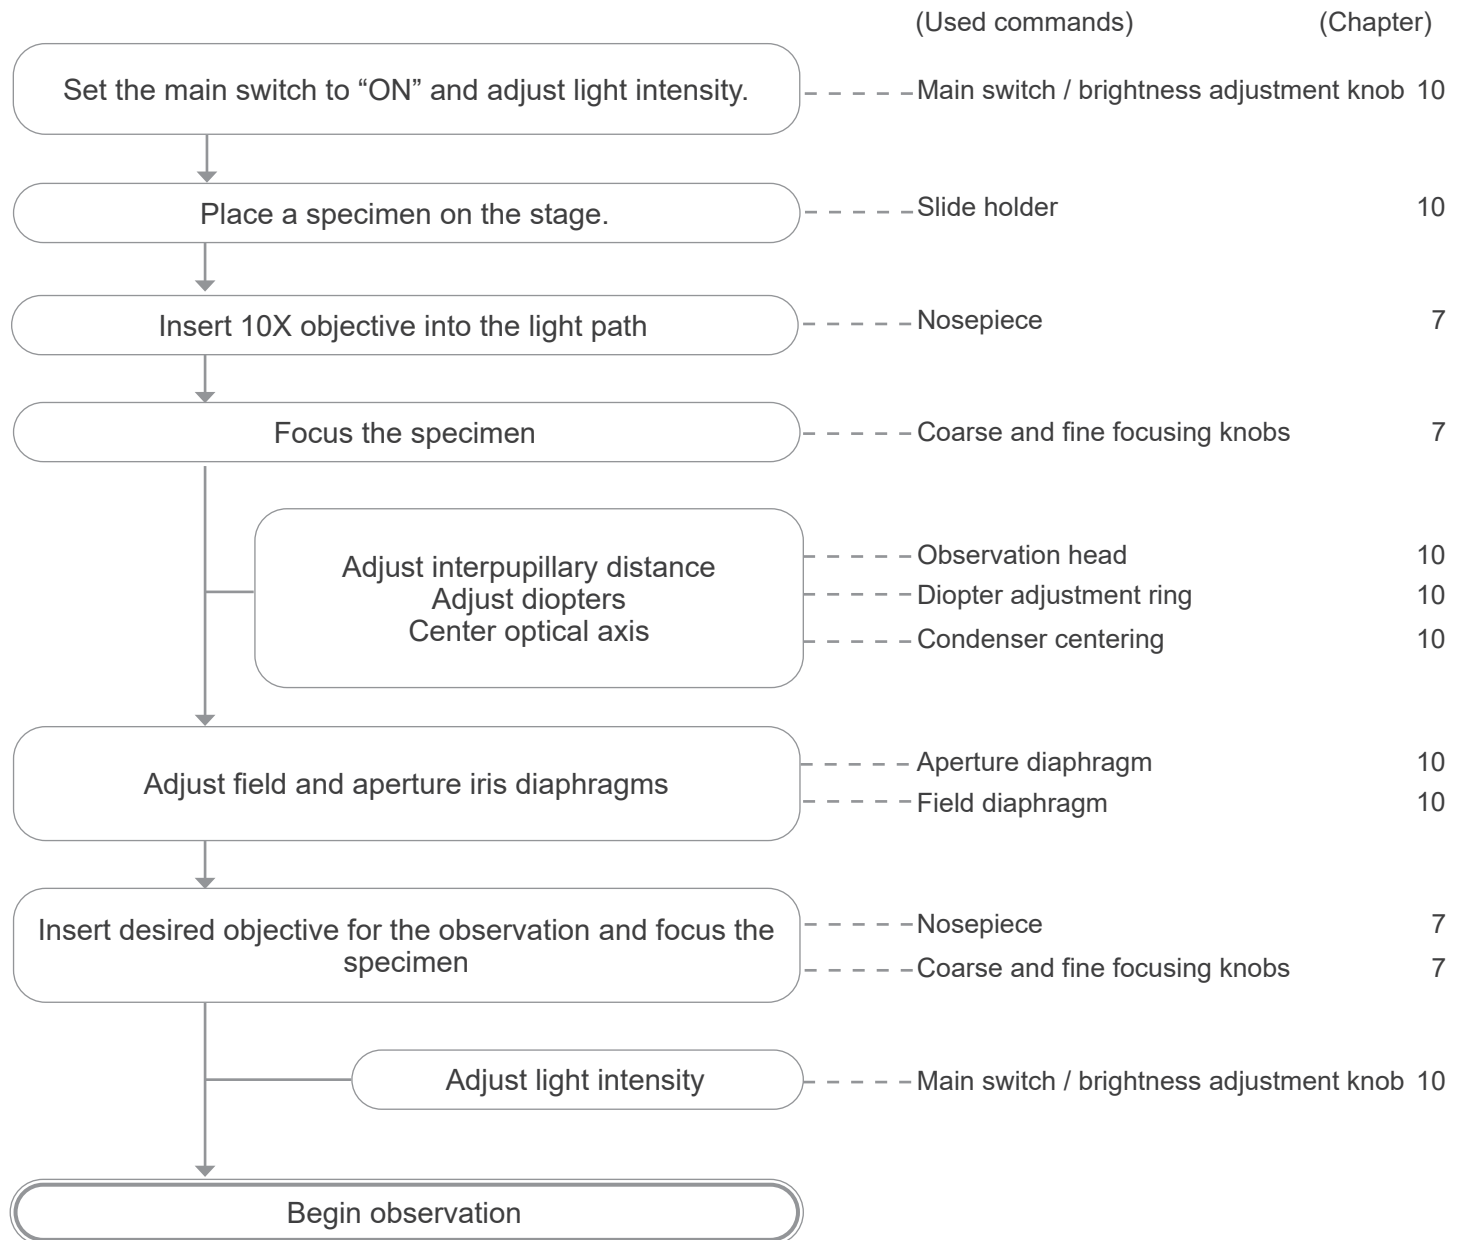 (Used commands) (Chapter)
Set the main switch to “ON” and adjust light intensity. Main switch / brightness adjustment knob 10
Place a specimen on the stage. Slide holder 10
Insert 10X objective into the light path Nosepiece 7
Focus the specimen Coarse and fine focusing knobs 7
Adjust interpupillary distance Observation head 10
Adjust diopters Diopter adjustment ring 10
Center optical axis Condenser centering 10
Adjust field and aperture iris diaphragms
Aperture diaphragm 10
Field diaphragm 10
Insert desired objective for the observation and focus the
specimen
Nosepiece 7
Coarse and fine focusing knobs 7
Adjust light intensity Main switch / brightness adjustment knob 10
Begin observation